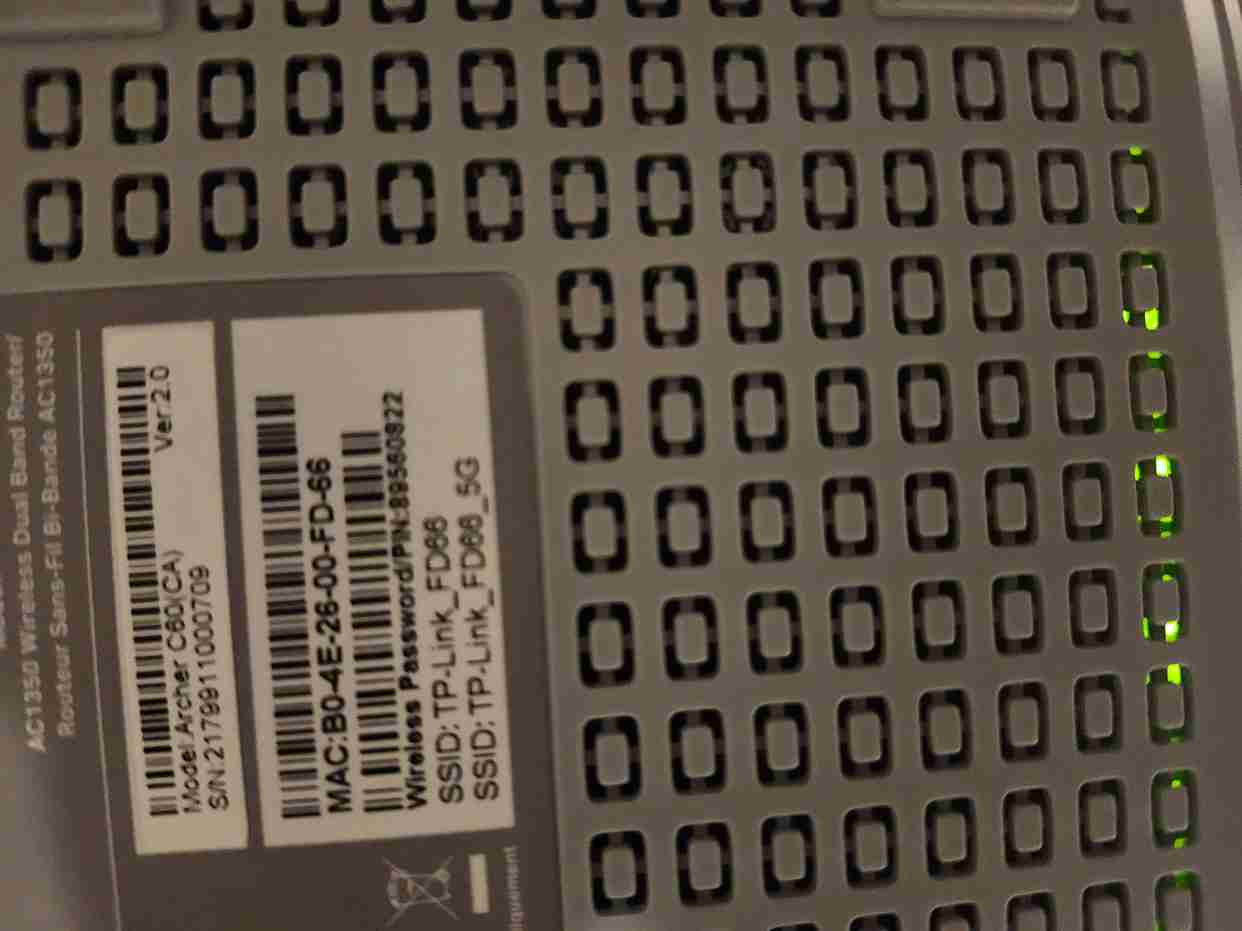 AC1350 Wireless Dual Band Router/
Routeur Sans-Fil Bi-Bande AC1350
Ver:2.0
Model:Archer C60(CA)
S/N:2179911000709
MAC:B0-4E-26-00-FD-66
Wireless Password/PIN:89560822
SSID: TP-Link_FD66
SSID: TP-Link_FD66_5G